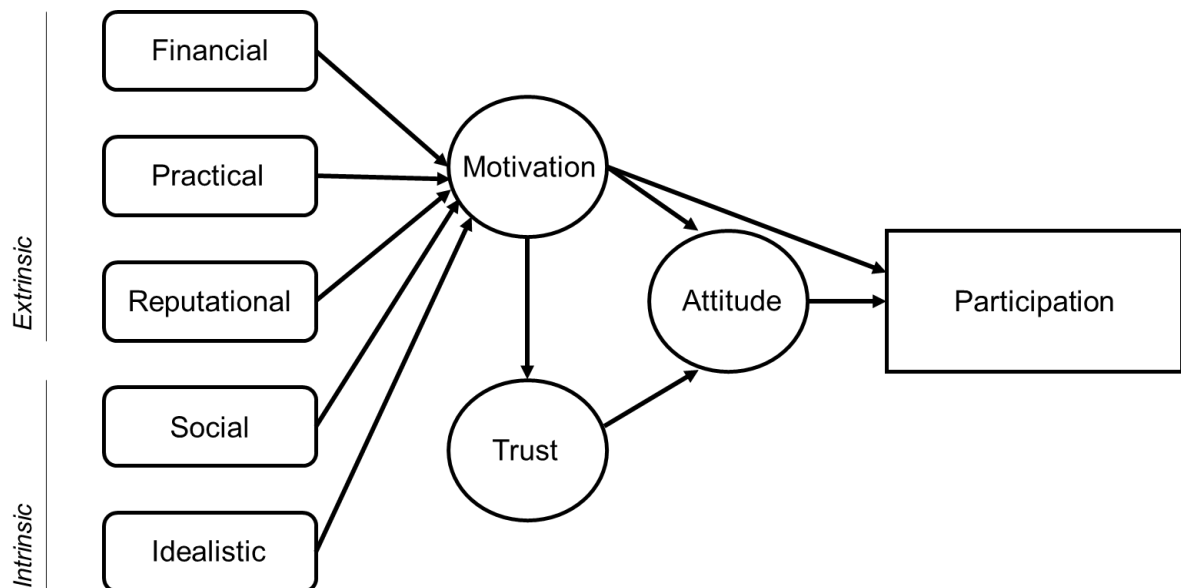 Financial
Practical
Reputational
Social
Idealistic
Extrinsic
Intrinsic
Motivation
Trust
Attitude
Participation